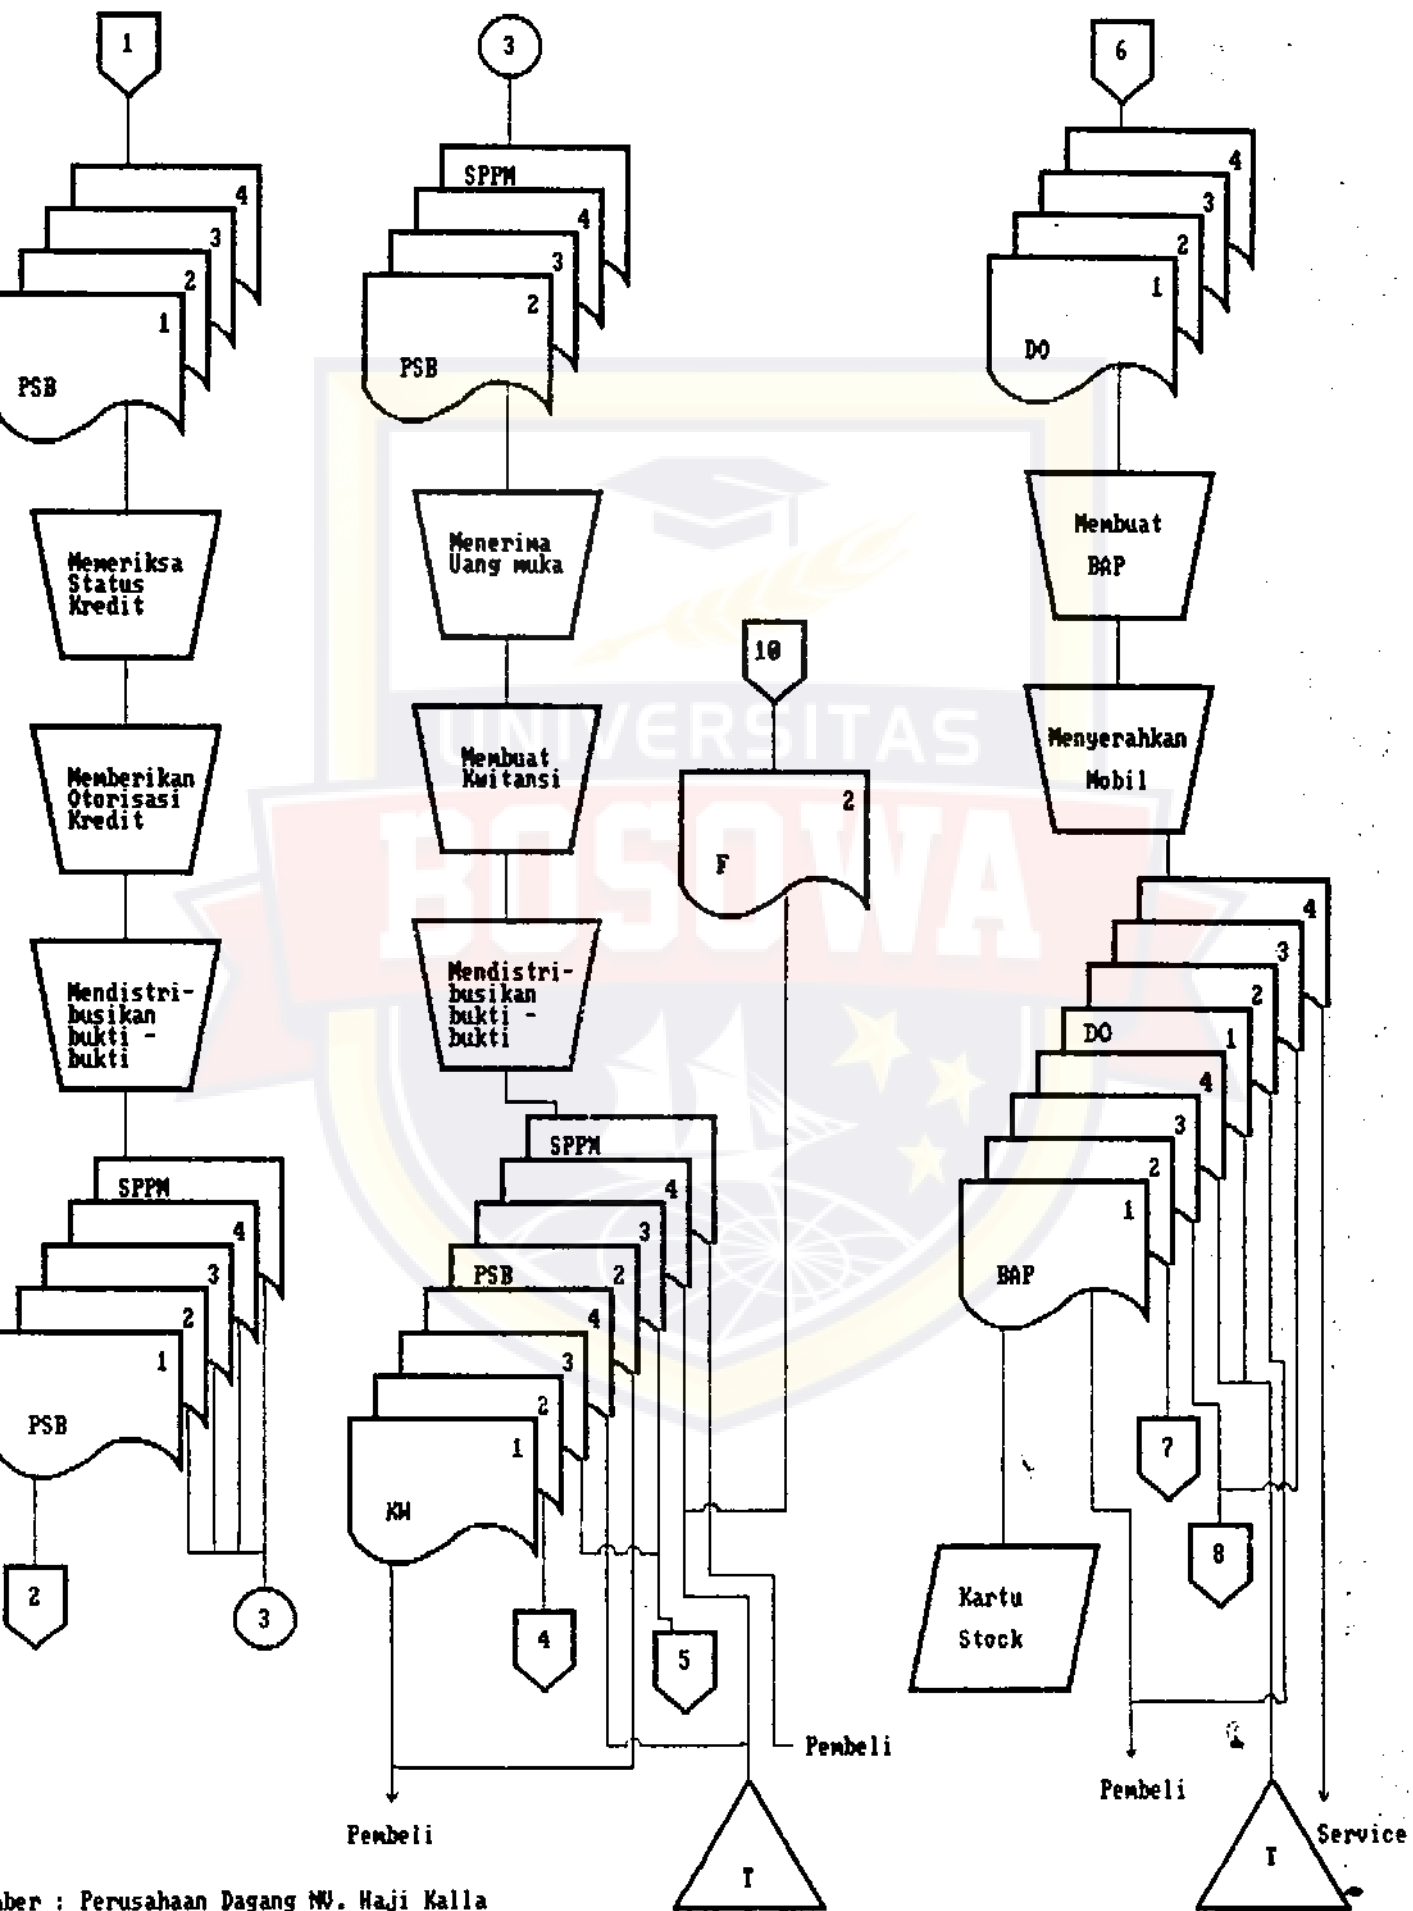 1
4
3
2
1
PSB
Memeriksa
Status
Kredit
Memberikan
Otorisasi
Kredit
Mendistri-
busikan
bukti -
bukti
SPPM
4
3
2
1
PSB
2
3
3
SPPM
4
3
2
PSB
Menerima
Uang muka
Membuat
Kwitansi
Mendistri-
busikan
bukti -
bukti
SPPM
4
3
PSB 2
4
3
2
1
KW
4
5
Pembeli
Pembeli
T
10
2
F
6
4
3
2
1
DO
Membuat
BAP
Menyerahkan
Mobil
4
3
2
DO 1
4
3
2
1
BAP
7
8
Kartu
Stock
Pembeli
Service
T
UNIVERSITAS
BOSOWA
: Perusahaan Dagang NV. Haji Kalla